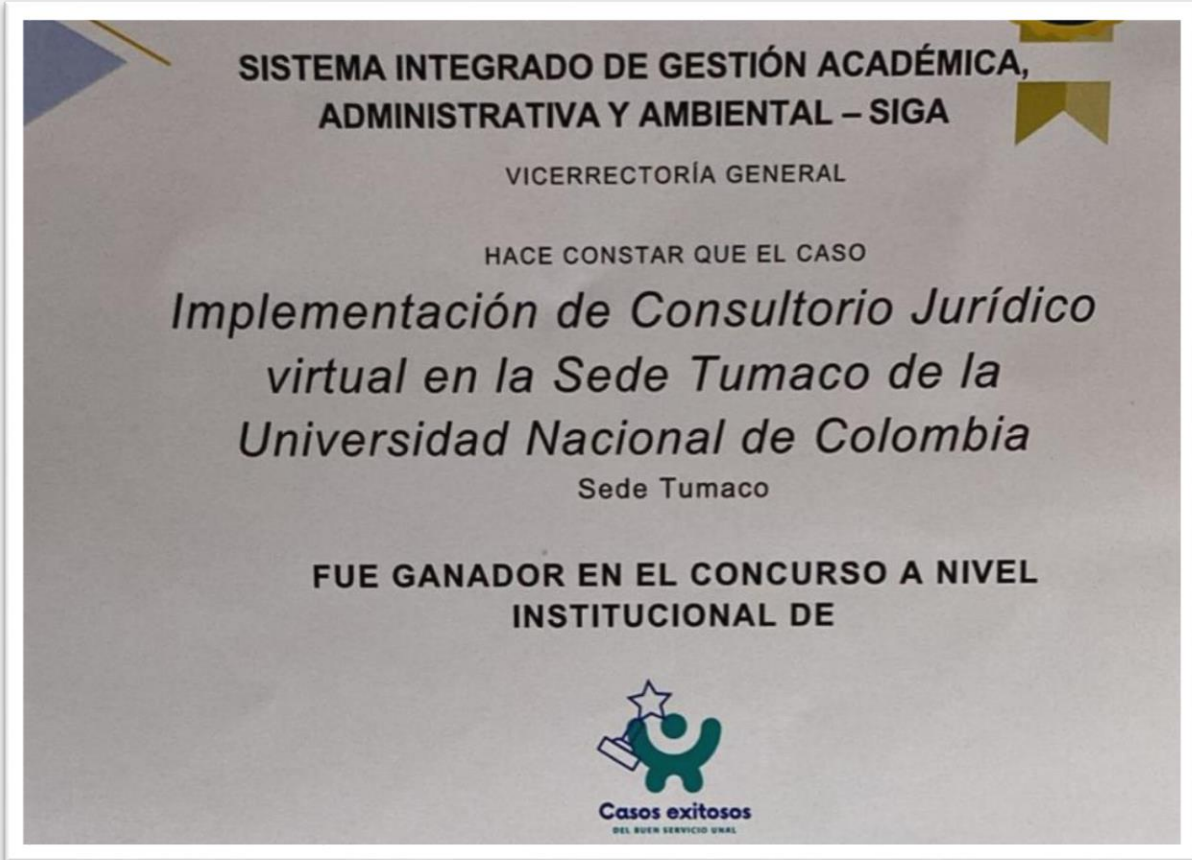 SISTEMA INTEGRADO DE GESTIÓN ACADÉMICA,
ADMINISTRATIVA Y AMBIENTAL – SIGA
VICERRECTORÍA GENERAL
HACE CONSTAR QUE EL CASO
Implementación de Consultorio Jurídico
virtual en la Sede Tumaco de la
Universidad Nacional de Colombia
Sede Tumaco
FUE GANADOR EN EL CONCURSO A NIVEL
INSTITUCIONAL DE
Casos exitosos
DEL BUEN SERVICIO UNAL